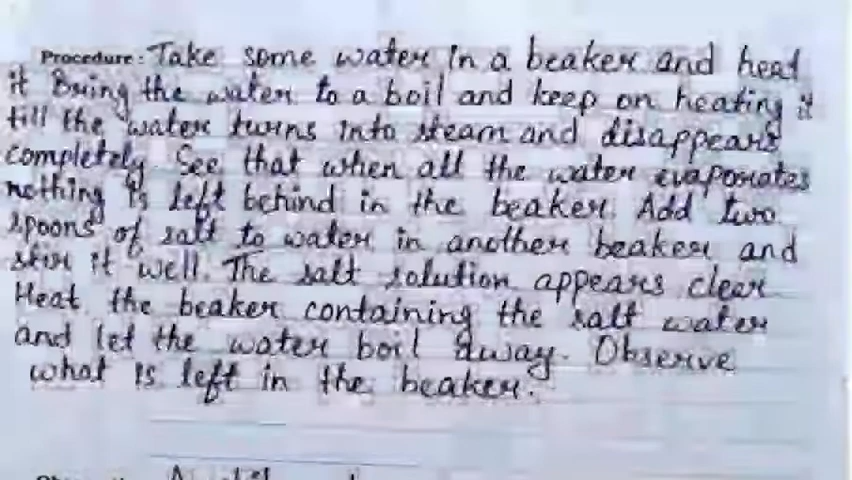 Procedure: Take some water in a beaker and heat
it Bring the water to a boil and keep on heating it
till the water turns into steam and disappears
completely. See that when all the water evaporates
nothing is left behind in the beaker. Add two
spoons of salt to water in another beaker and
stir it well. The salt solution appears clear
Heat the beaker containing the salt water
and let the water boil away. Observe
what is left in the beaker.